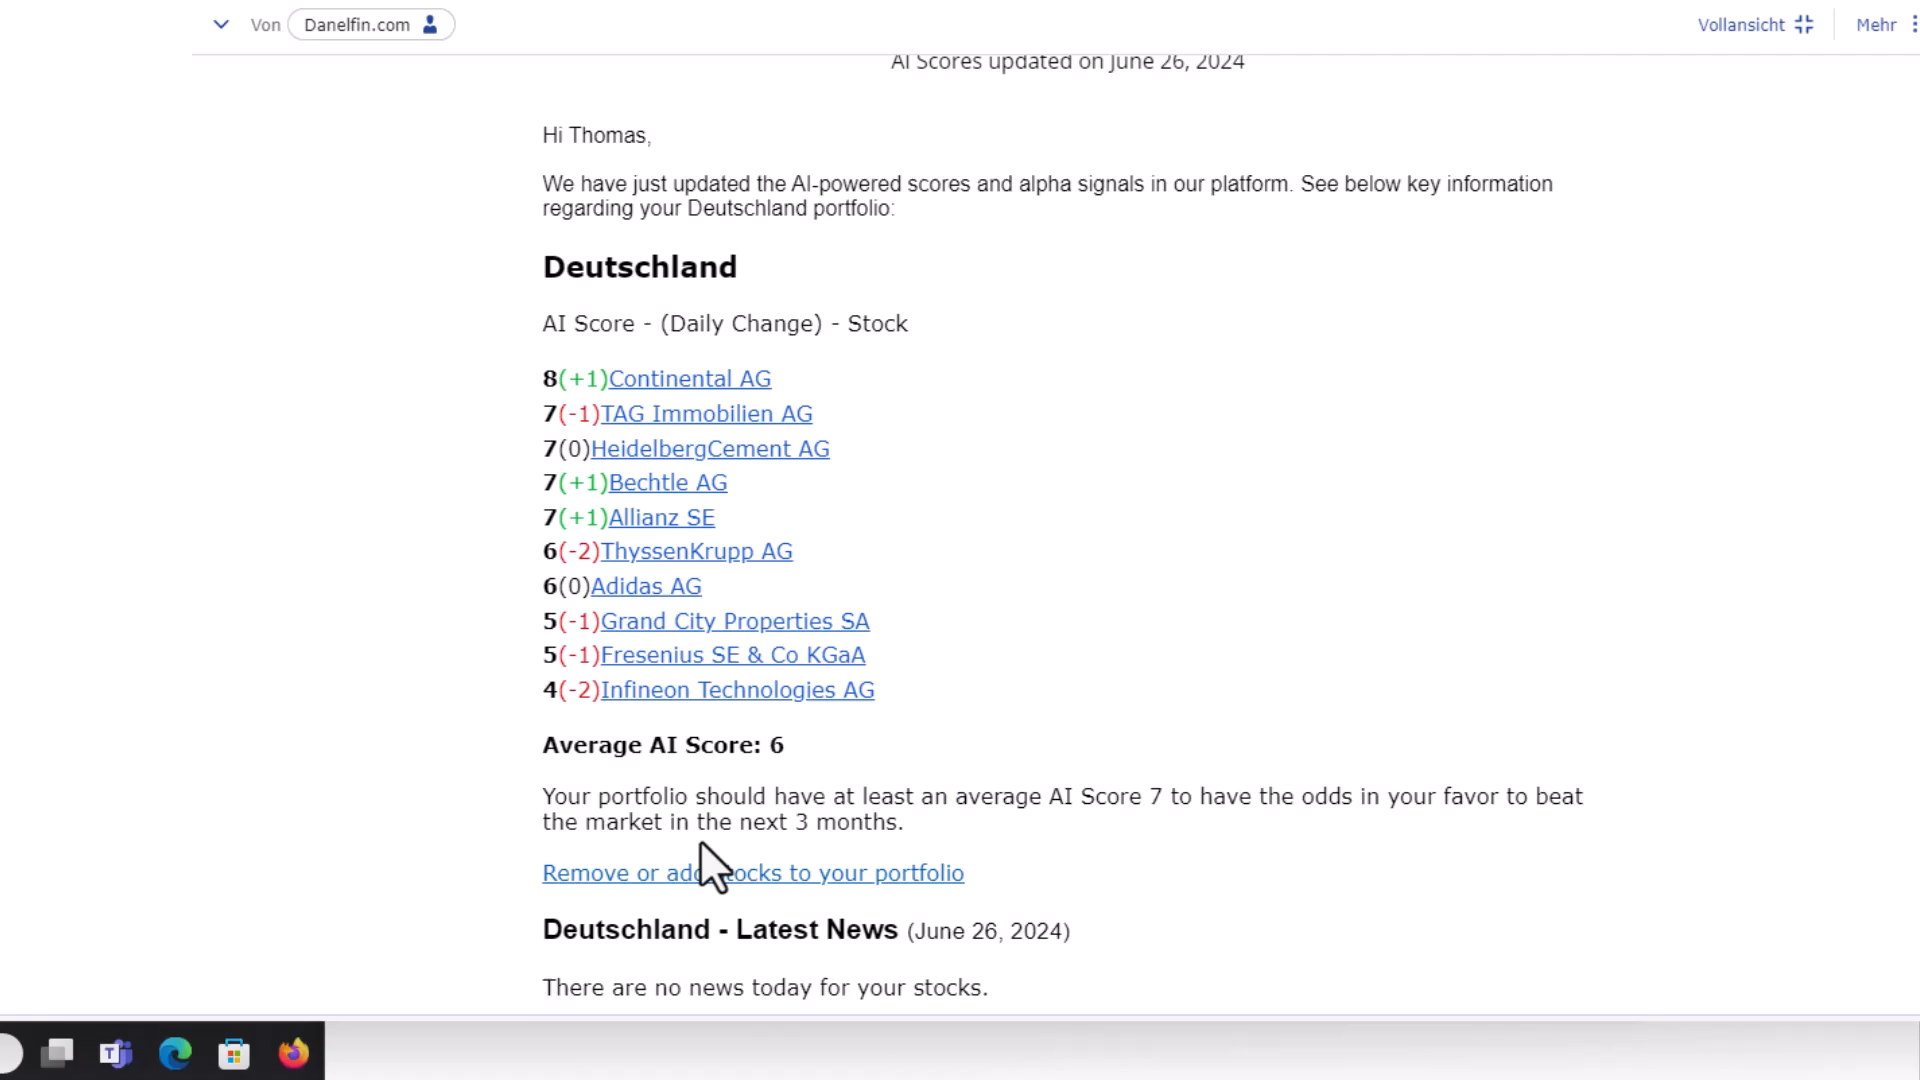 Von Danelfin.com Vollansicht Mehr
AI Scores updated on June 26, 2024
Hi Thomas,
We have just updated the AI-powered scores and alpha signals in our platform. See below key information
regarding your Deutschland portfolio:
Deutschland
AI Score - (Daily Change) - Stock
8(+1)Continental AG
7(-1)TAG Immobilien AG
7(0)HeidelbergCement AG
7(+1)Bechtle AG
7(+1)Allianz SE
6(-2)ThyssenKrupp AG
6(0)Adidas AG
5(-1)Grand City Properties SA
5(-1)Fresenius SE & Co KGaA
4(-2)Infineon Technologies AG
Average AI Score: 6
Your portfolio should have at least an average AI Score 7 to have the odds in your favor to beat
the market in the next 3 months.
Remove or add stocks to your portfolio
Deutschland - Latest News (June 26, 2024)
There are no news today for your stocks.